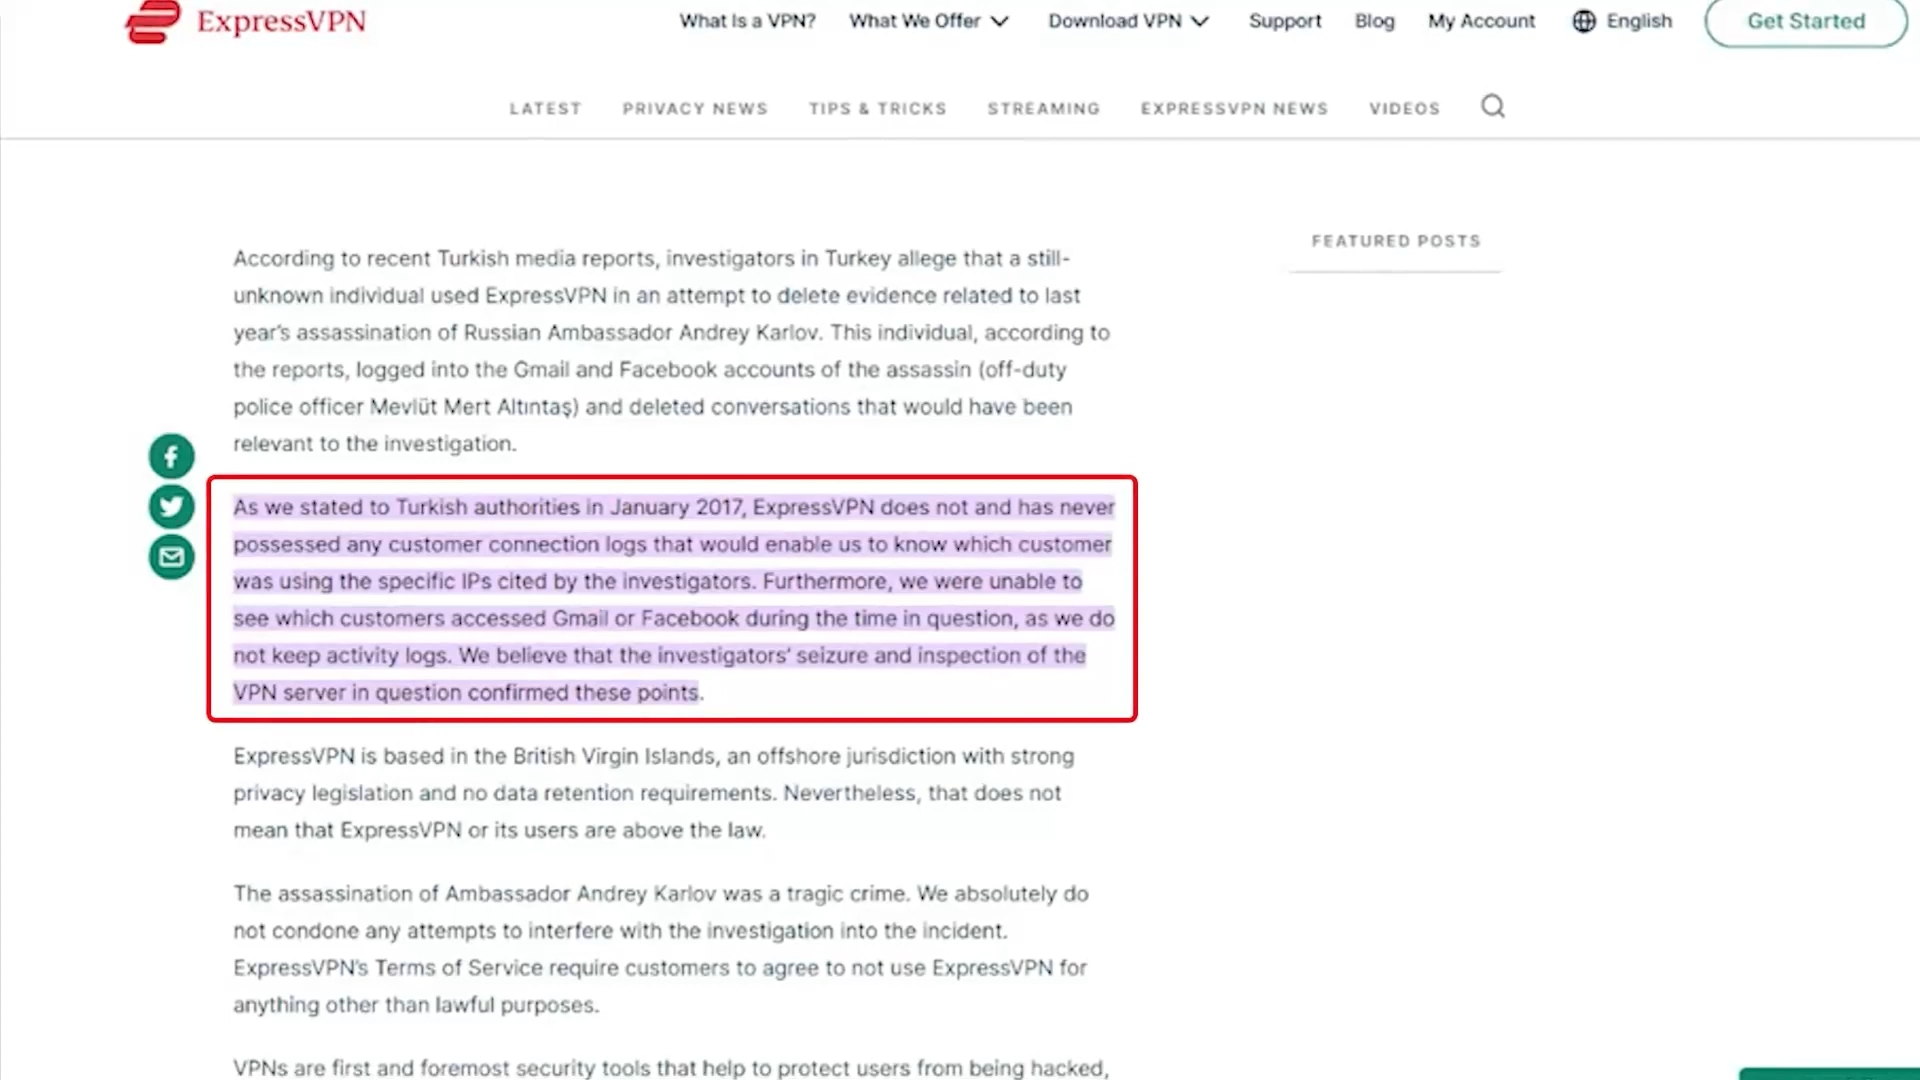 ExpressVPN
What Is a VPN? What We Offer Download VPN Support Blog My Account English Get Started
LATEST PRIVACY NEWS TIPS & TRICKS STREAMING EXPRESSVPN NEWS VIDEOS
FEATURED POSTS
According to recent Turkish media reports, investigators in Turkey allege that a still-
unknown individual used ExpressVPN in an attempt to delete evidence related to last
year's assassination of Russian Ambassador Andrey Karlov. This individual, according to
the reports, logged into the Gmail and Facebook accounts of the assassin (off-duty
police officer Mevlüt Mert Altıntaş) and deleted conversations that would have been
relevant to the investigation.
As we stated to Turkish authorities in January 2017, ExpressVPN does not and has never
possessed any customer connection logs that would enable us to know which customer
was using the specific IPs cited by the investigators. Furthermore, we were unable to
see which customers accessed Gmail or Facebook during the time in question, as we do
not keep activity logs. We believe that the investigators' seizure and inspection of the
VPN server in question confirmed these points.
ExpressVPN is based in the British Virgin Islands, an offshore jurisdiction with strong
privacy legislation and no data retention requirements. Nevertheless, that does not
mean that ExpressVPN or its users are above the law.
The assassination of Ambassador Andrey Karlov was a tragic crime. We absolutely do
not condone any attempts to interfere with the investigation into the incident.
ExpressVPN's Terms of Service require customers to agree to not use ExpressVPN for
anything other than lawful purposes.
VPNs are first and foremost security tools that help to protect users from being hacked,